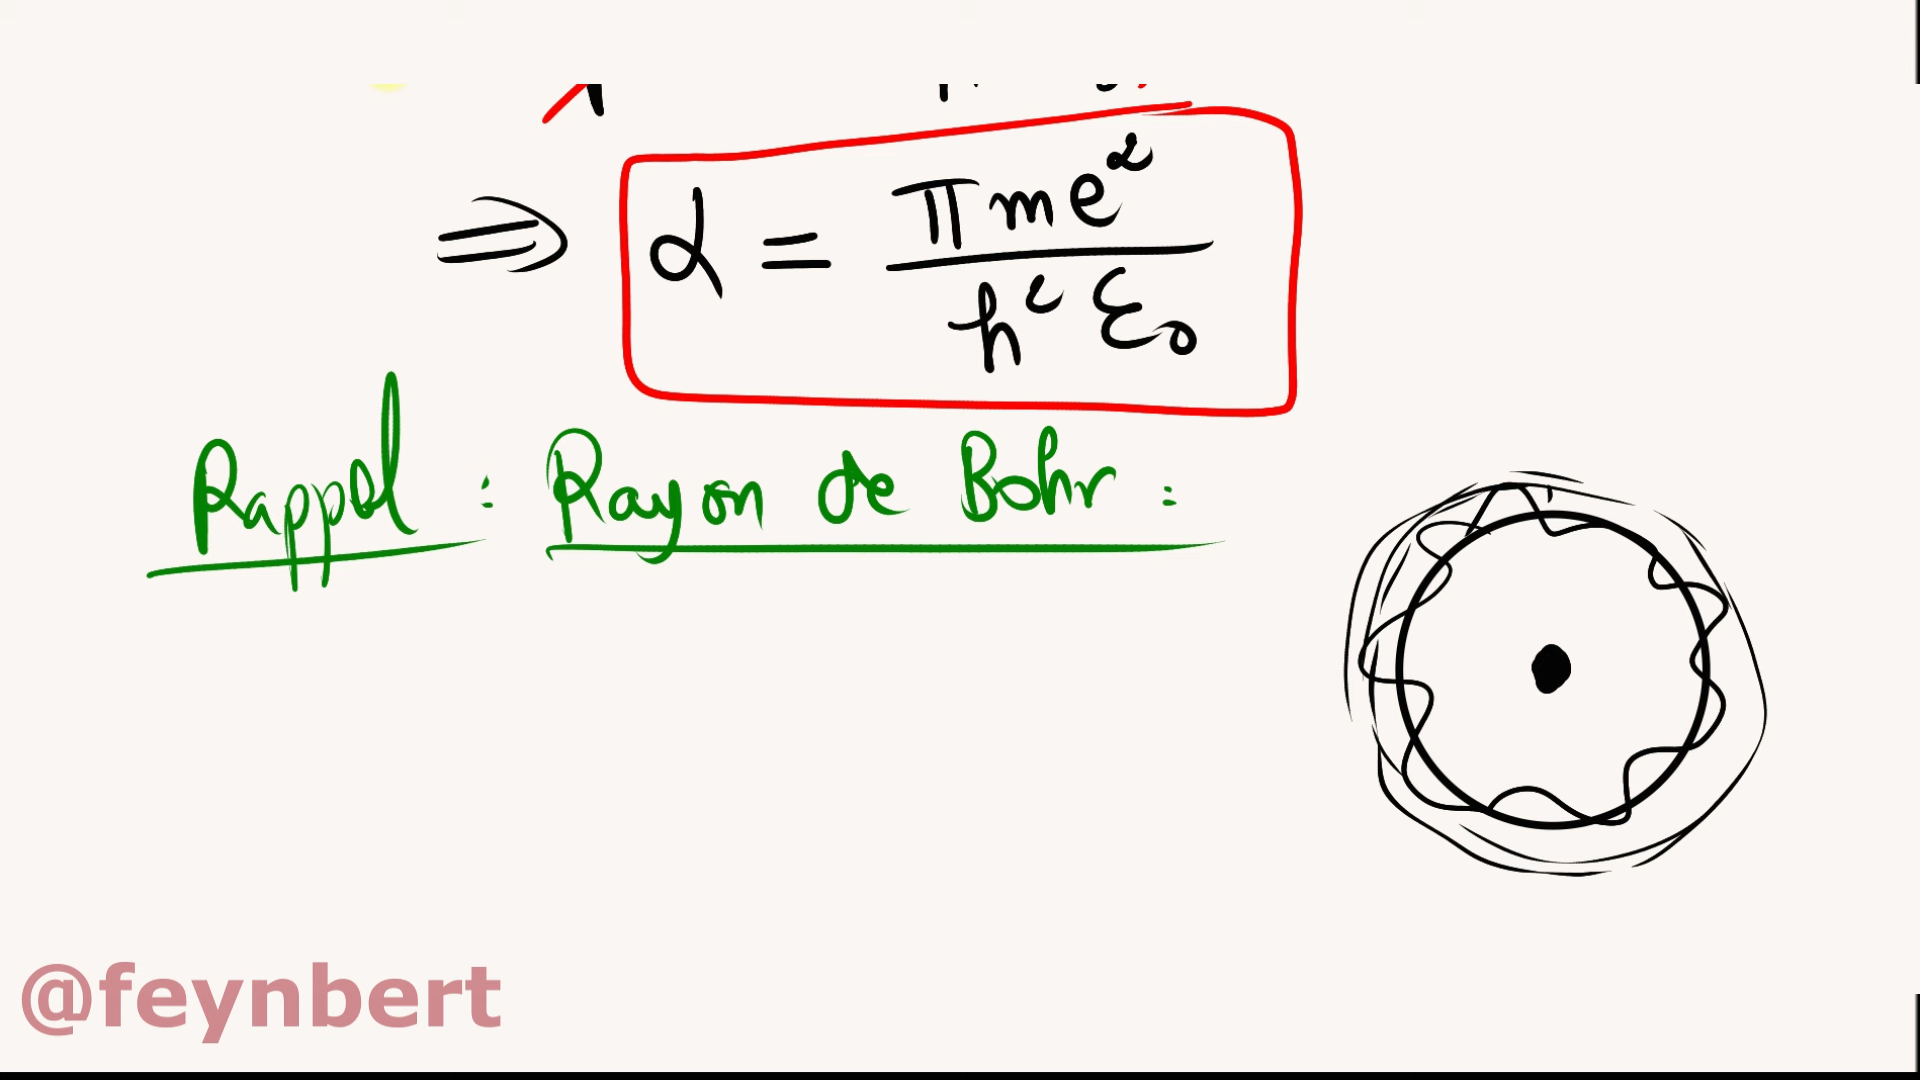 ⇒ α = πme² / h²ε₀
Rappel : Rayon de Bohr :
@feynbert